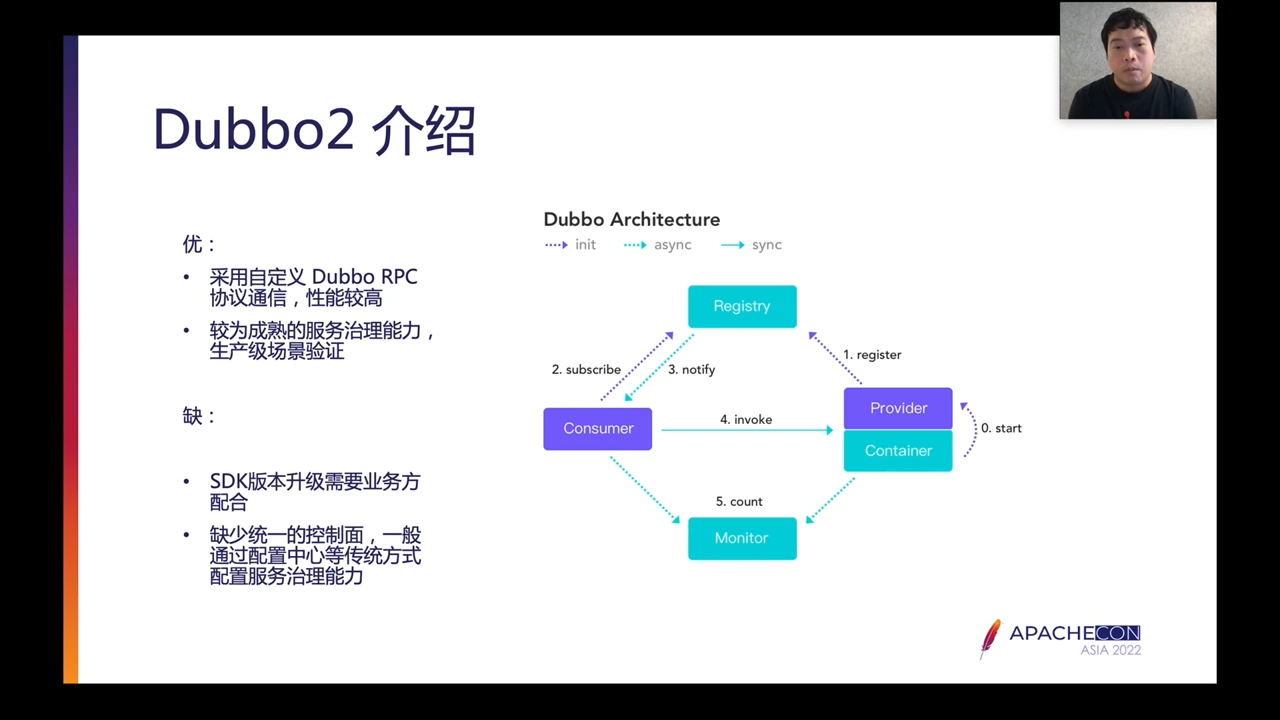 Dubbo2 介绍
优：
• 采用自定义 Dubbo RPC
协议通信，性能较高
• 较为成熟的服务治理能力，
生产级场景验证
缺：
• SDK版本升级需要业务方
配合
• 缺少统一的控制面，一般
通过配置中心等传统方式
配置服务治理能力
Dubbo Architecture
init async sync
Registry
1. register
2. subscribe
3. notify
Provider
Consumer
4. invoke
0. start
Container
5. count
Monitor
APACHECON
ASIA 2022